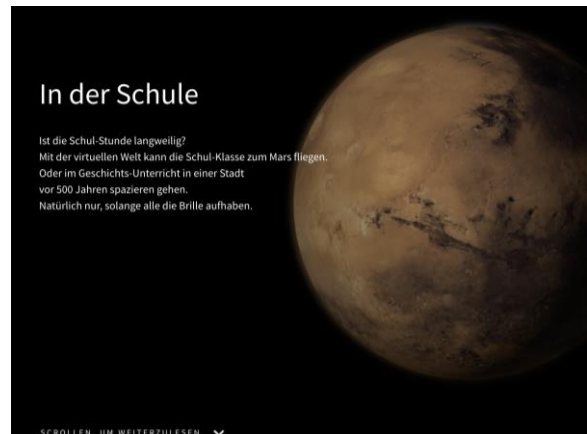 In der Schule
Ist die Schul-Stunde langweilig?
Mit der virtuellen Welt kann die Schul-Klasse zum Mars fliegen.
Oder im Geschichts-Unterricht in einer Stadt
vor 500 Jahren spazieren gehen.
Natürlich nur, solange alle die Brille aufhaben.
SCROLLEN, UM WEITERZULESEN